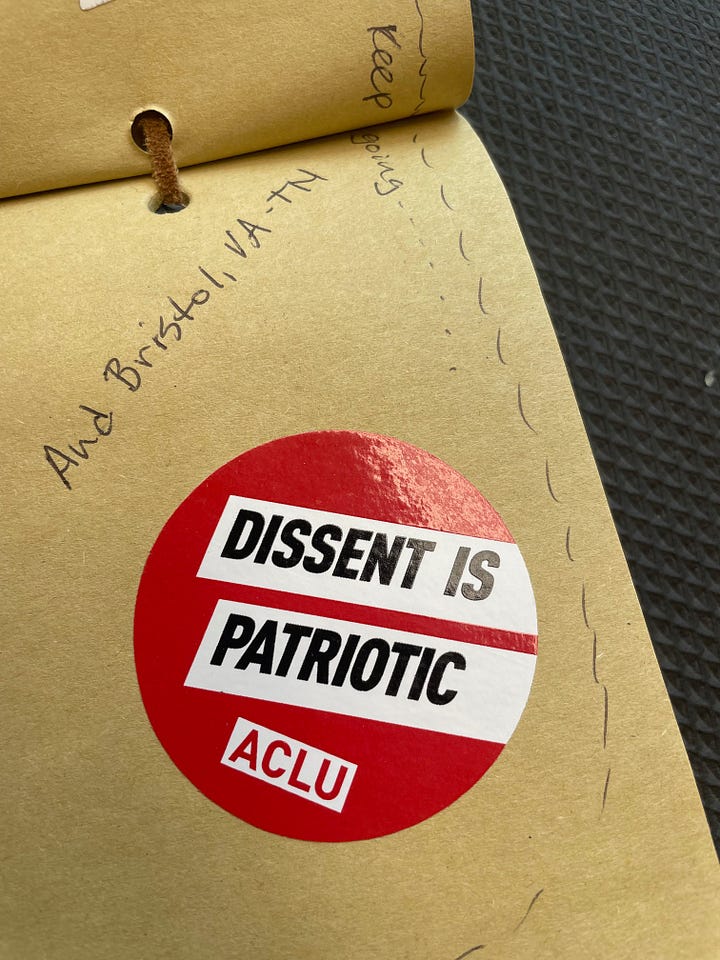 Keep
going......
And Bristol, VA-TN
DISSENT IS
PATRIOTIC
ACLU